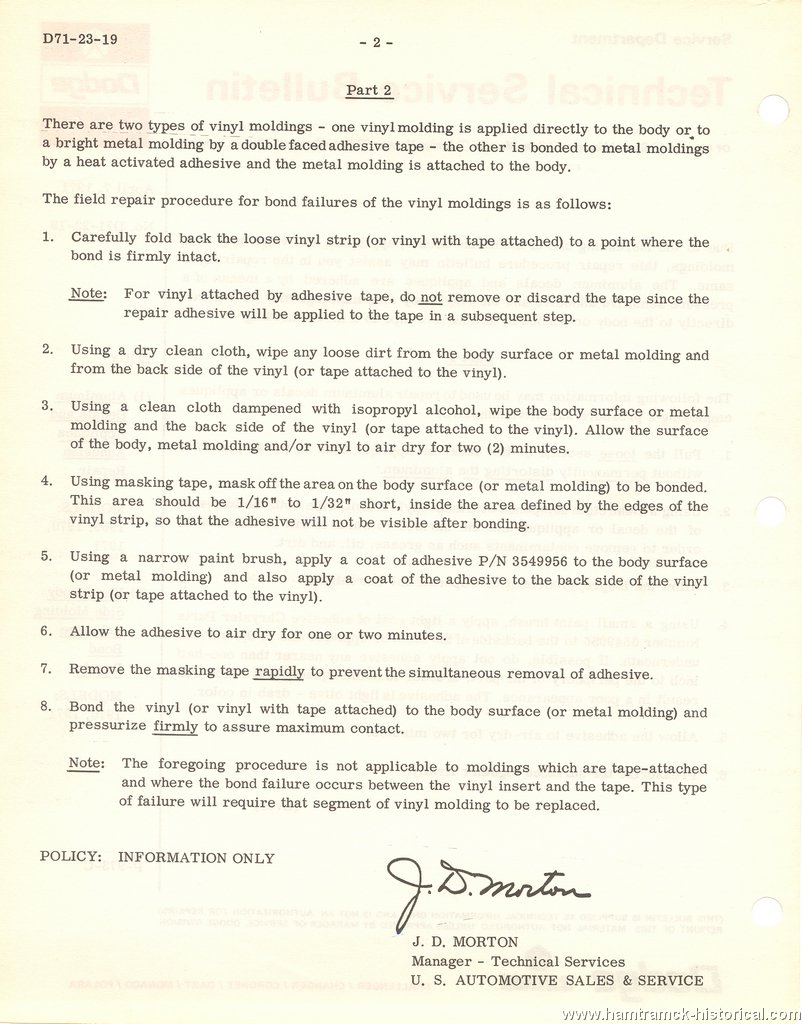 D71-23-19
- 2 -
Part 2
There are two types of vinyl moldings - one vinyl molding is applied directly to the body or to
a bright metal molding by a double faced adhesive tape - the other is bonded to metal moldings
by a heat activated adhesive and the metal molding is attached to the body.
The field repair procedure for bond failures of the vinyl moldings is as follows:
1. Carefully fold back the loose vinyl strip (or vinyl with tape attached) to a point where the
bond is firmly intact.
Note: For vinyl attached by adhesive tape, do not remove or discard the tape since the
repair adhesive will be applied to the tape in a subsequent step.
2. Using a dry clean cloth, wipe any loose dirt from the body surface or metal molding and
from the back side of the vinyl (or tape attached to the vinyl).
3. Using a clean cloth dampened with isopropyl alcohol, wipe the body surface or metal
molding and the back side of the vinyl (or tape attached to the vinyl). Allow the surface
of the body, metal molding and/or vinyl to air dry for two (2) minutes.
4. Using masking tape, mask off the area on the body surface (or metal molding) to be bonded.
This area should be 1/16" to 1/32" short, inside the area defined by the edges of the
vinyl strip, so that the adhesive will not be visible after bonding.
5. Using a narrow paint brush, apply a coat of adhesive P/N 3549956 to the body surface
(or metal molding) and also apply a coat of the adhesive to the back side of the vinyl
strip (or tape attached to the vinyl).
6. Allow the adhesive to air dry for one or two minutes.
7. Remove the masking tape rapidly to prevent the simultaneous removal of adhesive.
8. Bond the vinyl (or vinyl with tape attached) to the body surface (or metal molding) and
pressurize firmly to assure maximum contact.
Note: The foregoing procedure is not applicable to moldings which are tape-attached
and where the bond failure occurs between the vinyl insert and the tape. This type
of failure will require that segment of vinyl molding to be replaced.
POLICY: INFORMATION ONLY
J. D. Morton
J. D. MORTON
Manager - Technical Services
U. S. AUTOMOTIVE SALES & SERVICE
www.hamtramck-historical.com